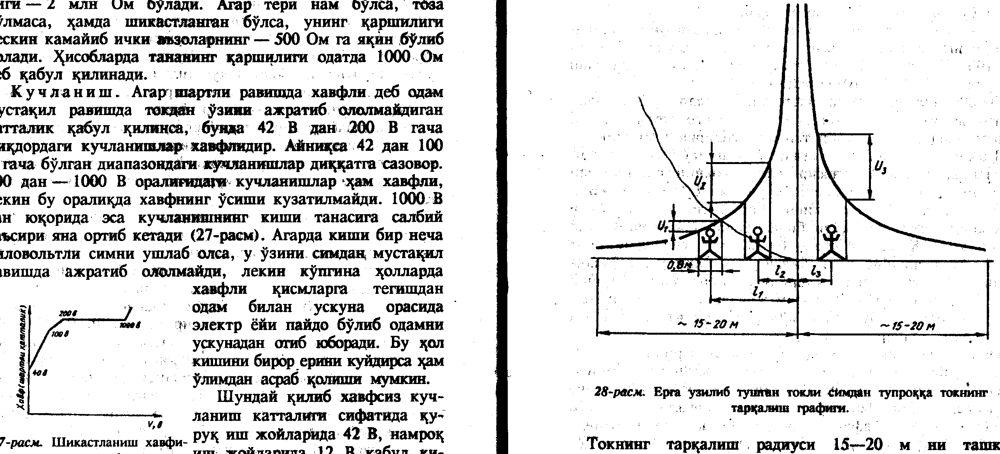 иги — 2 млн Ом бўлади. Агар тери нам бўлса, тоза
ўлмаса, ҳамда шикастланган бўлса, унинг қаршилиги
ескин камайиб ички аъзоларнинг — 500 Ом га яқин бўлиб
олади. Ҳисобларда тананинг қаршилиги одатда 1000 Ом
еб қабул қилинади.
Кучланиш. Агар шартли равишда хавфли деб одам
устақил равишда токдан ўзини ажратиб ололмайдиган
атталик қабул қилинса, бунда 42 В дан 200 В гача
иқдордаги кучланишлар хавфлидир. Айниқса 42 дан 100
гача бўлган диапазондаги кучланишлар диққатга сазовор.
00 дан — 1000 В оралиғидаги кучланишлар ҳам хавфли,
екин бу оралиқда хавфнинг ўсиши кузатилмайди. 1000 В
ан юқорида эса кучланишнинг киши танасига салбий
аъсири яна ортиб кетади (27-расм). Агарда киши бир неча
иловольтли симни ушлаб олса, у ўзини симдан мустақил
авишда ажратиб ололмайди, лекин кўпгина ҳолларда
хавфли қисмларга тегишдан
одам билан ускуна орасида
электр ёйи пайдо бўлиб одамни
ускунадан отиб юборади. Бу ҳол
кишини бирор ерини куйдирса ҳам
ўлимдан асраб қолиши мумкин.
Шундай қилиб хавфсиз куч-
ланиш катталиги сифатида қу-
руқ иш жойларида 42 В, намроқ
иш жойларида 12 В қабул қи-
Хавф (шартли катталик)
200 в
1000 в
100 в
40 в
V, в
7-расм. Шикастланиш хавфи-
U3
U2
U1
0,8 м
l2
l3
l1
~ 15-20 м
~ 15-20 м
28-расм. Ерга узилиб тушган токли симдан тупроққа токнинг
тарқалиш графиги.
Токнинг тарқалиш радиуси 15—20 м ни ташк